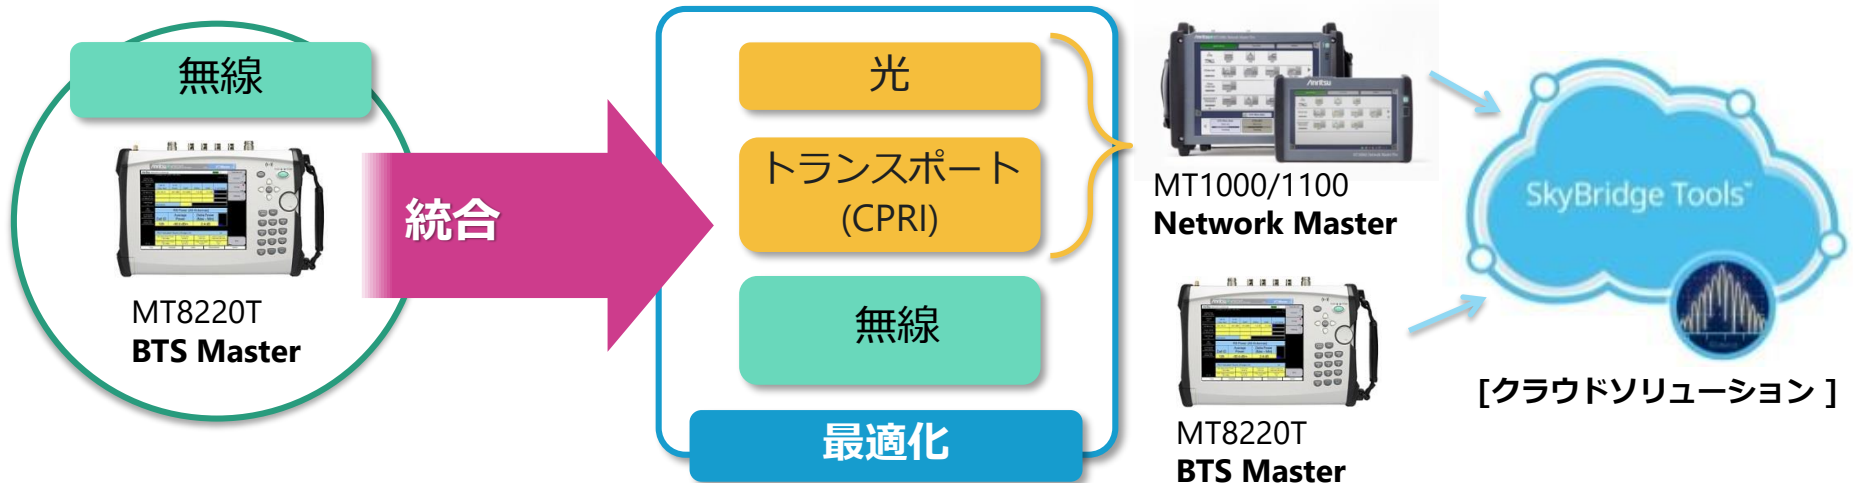 無線
MT8220T
BTS Master
統合
光
トランスポート
(CPRI)
無線
最適化
Anritsu
MT1000/1100
Network Master
MT8220T
BTS Master
SkyBridge Tools™
[クラウドソリューション ]